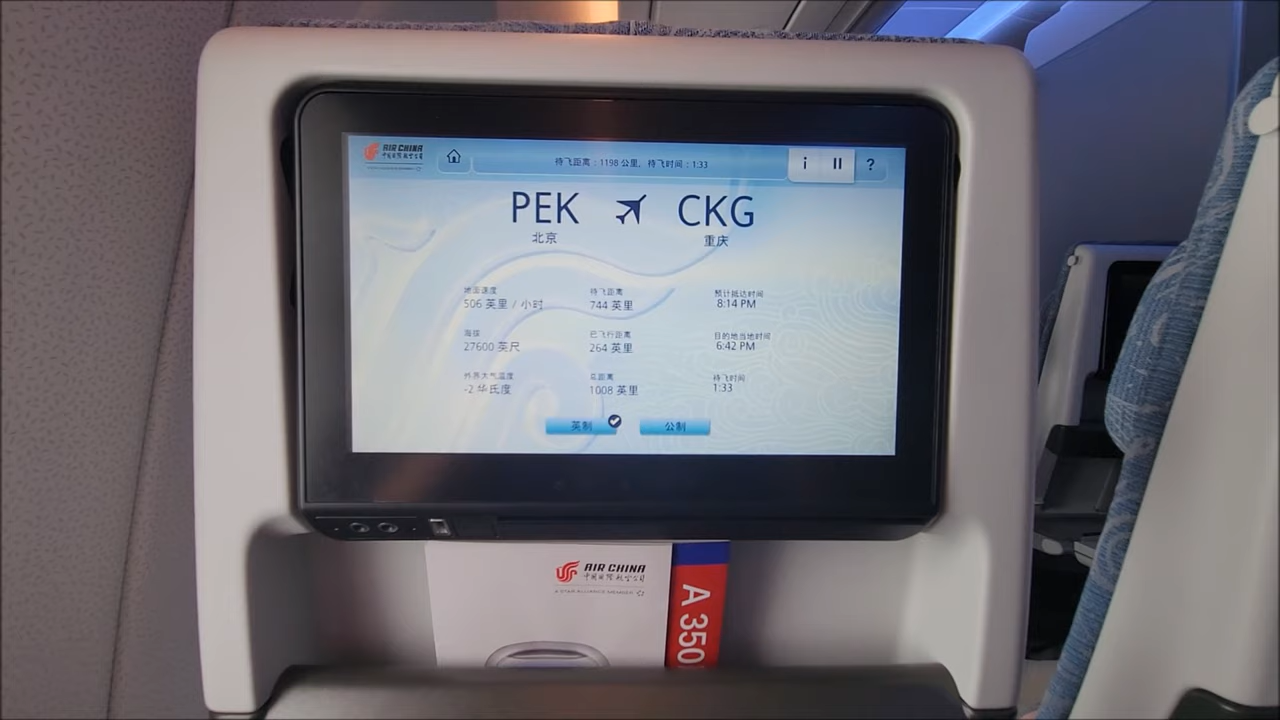 AIR CHINA
中国国际航空公司
待飞距离：1198 公里, 待飞时间：1:33
i
?
PEK CKG
北京 重庆
地面速度 待飞距离 预计抵达时间
506 英里 / 小时 744 英里 8:14 PM
海拔 已飞行距离 目的地当地时间
27600 英尺 264 英里 6:42 PM
外界大气温度 总距离 待飞时间
-2 华氏度 1008 英里 1:33
英制 公制
AIR CHINA
中国国际航空公司
A STAR ALLIANCE MEMBER
A 350